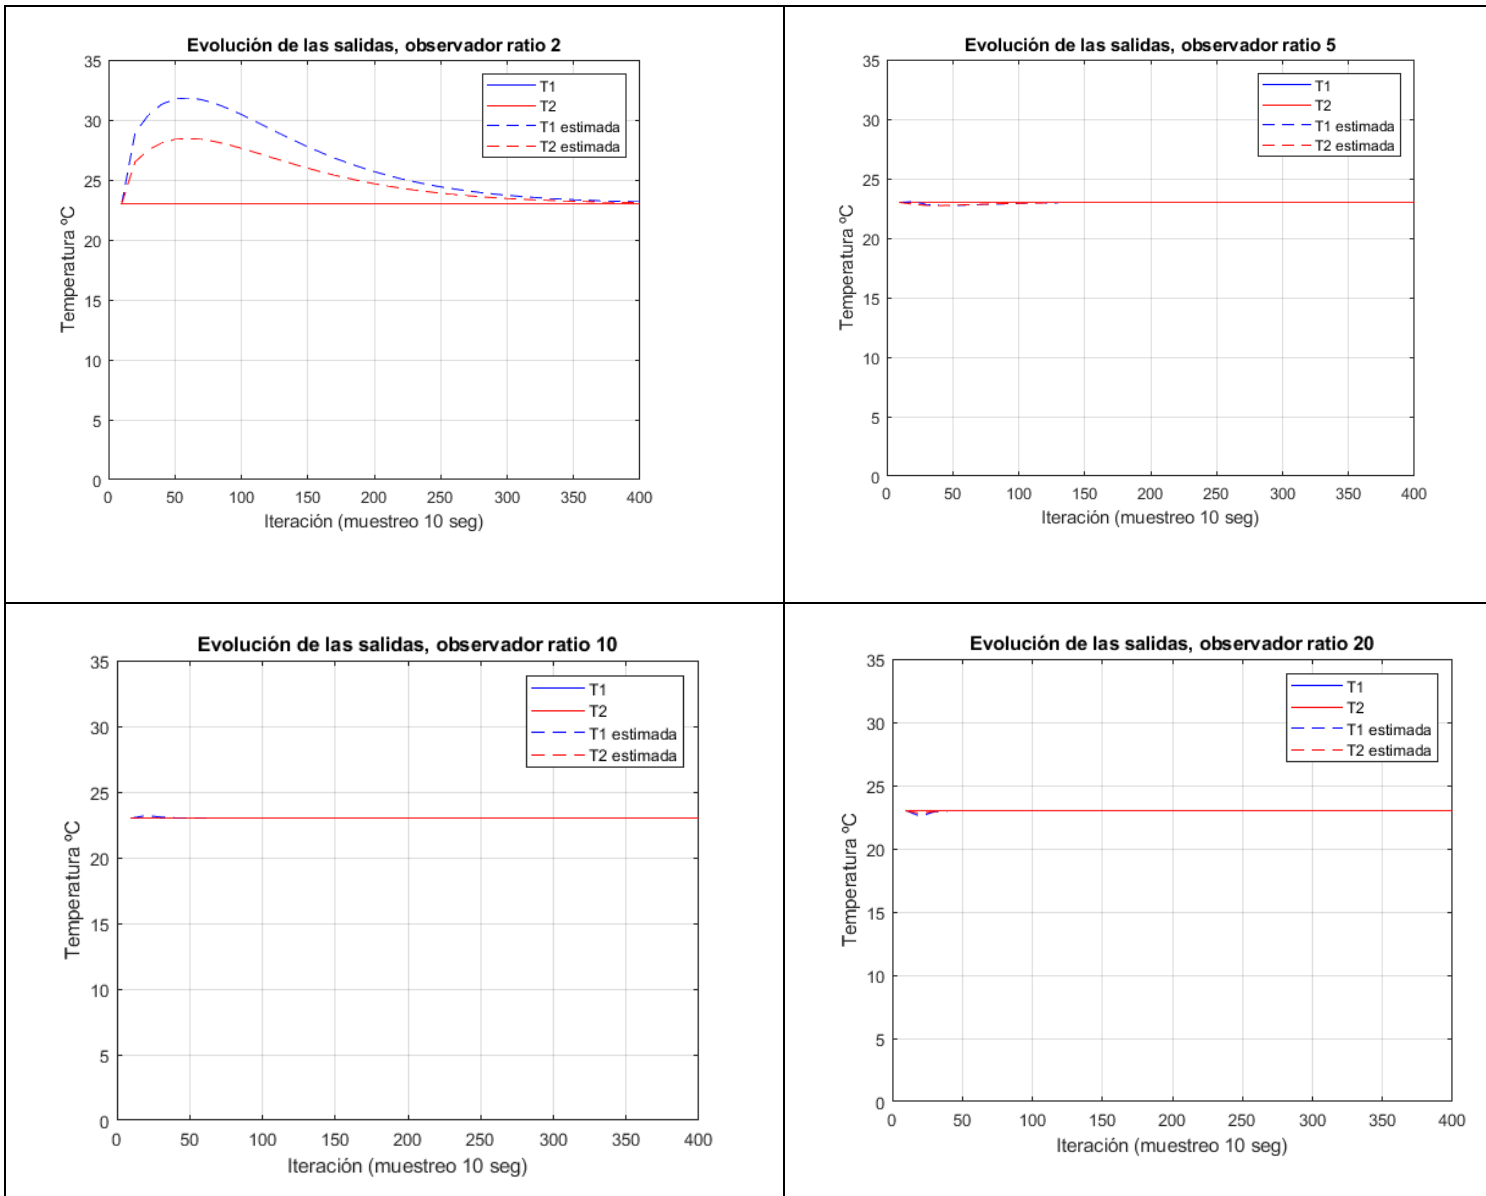 Evolución de las salidas, observador ratio 2
35
30
25
20
15
10
5
0
0 50 100 150 200 250 300 350 400
Temperatura ºC
Iteración (muestreo 10 seg)
T1
T2
T1 estimada
T2 estimada
Evolución de las salidas, observador ratio 5
35
30
25
20
15
10
5
0
0 50 100 150 200 250 300 350 400
Temperatura ºC
Iteración (muestreo 10 seg)
T1
T2
T1 estimada
T2 estimada
Evolución de las salidas, observador ratio 10
35
30
25
20
15
10
5
0
0 50 100 150 200 250 300 350 400
Temperatura ºC
Iteración (muestreo 10 seg)
T1
T2
T1 estimada
T2 estimada
Evolución de las salidas, observador ratio 20
35
30
25
20
15
10
5
0
0 50 100 150 200 250 300 350 400
Temperatura ºC
Iteración (muestreo 10 seg)
T1
T2
T1 estimada
T2 estimada